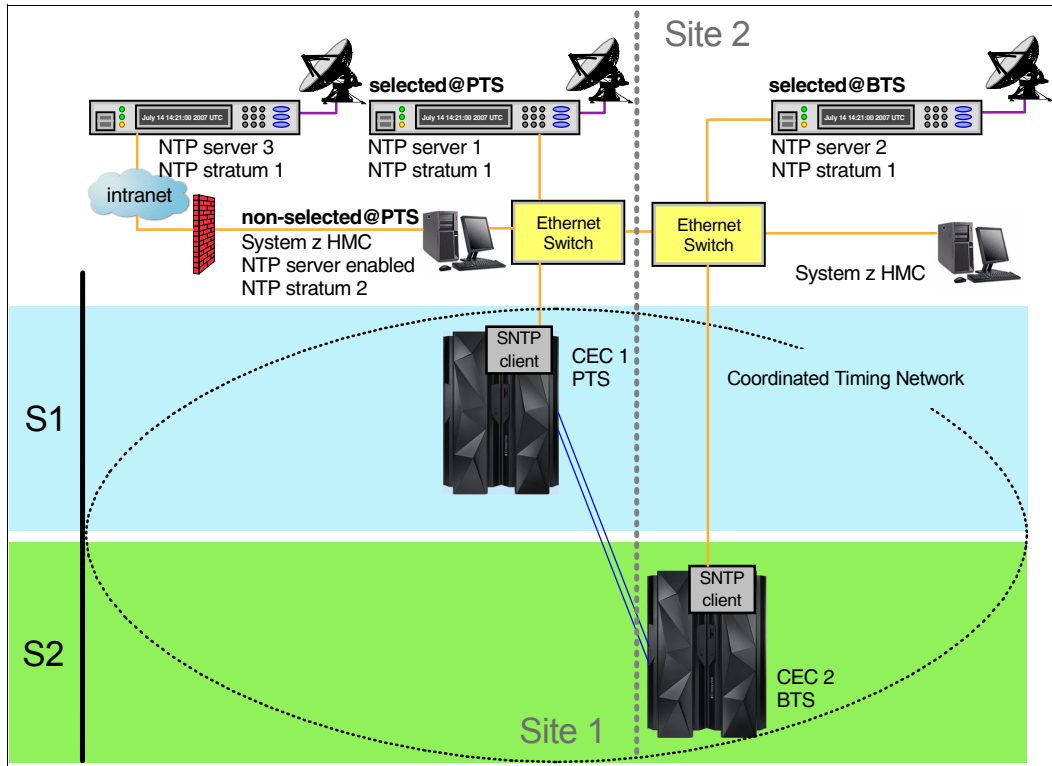 Site 2
selected@PTS
selected@BTS
July 14 14:21:00 2007 UTC
July 14 14:21:00 2007 UTC
July 14 14:21:00 2007 UTC
NTP server 3
NTP stratum 1
NTP server 1
NTP stratum 1
NTP server 2
NTP stratum 1
intranet
non-selected@PTS
System z HMC
NTP server enabled
NTP stratum 2
Ethernet
Switch
Ethernet
Switch
System z HMC
S1
SNTP
client
CEC 1
PTS
Coordinated Timing Network
S2
SNTP
client
CEC 2
BTS
Site 1